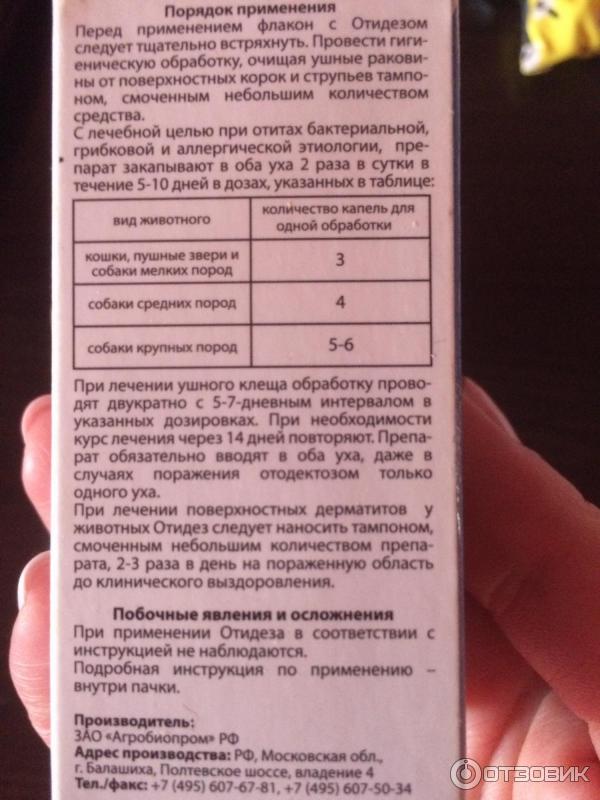 Порядок применения
Перед применением флакон с Отидезом
следует тщательно встряхнуть. Провести гиги-
еническую обработку, очищая ушные ракови-
ны от поверхностных корок и струпьев тампо-
ном, смоченным небольшим количеством
средства.
С лечебной целью при отитах бактериальной,
грибковой и аллергической этиологии, пре-
парат закапывают в оба уха 2 раза в сутки в
течение 5-10 дней в дозах, указанных в таблице:
вид животного
количество капель для
одной обработки
кошки, пушные звери и
собаки мелких пород
3
собаки средних пород
4
собаки крупных пород
5-6
При лечении ушного клеща обработку прово-
дят двукратно с 5-7-дневным интервалом в
указанных дозировках. При необходимости
курс лечения через 14 дней повторяют. Препа-
рат обязательно вводят в оба уха, даже в
случаях поражения отодектозом только
одного уха.
При лечении поверхностных дерматитов у
животных Отидез следует наносить тампоном,
смоченным небольшим количеством препа-
рата, 2-3 раза в день на пораженную область
до клинического выздоровления.
Побочные явления и осложнения
При применении Отидеза в соответствии с
инструкцией не наблюдаются.
Подробная инструкция по применению –
внутри пачки.
Производитель:
ЗАО «Агробиопром» РФ
Адрес производства: РФ, Московская обл.,
г. Балашиха, Полтевское шоссе, владение 4
Тел./факс: +7 (495) 607-67-81, +7 (495) 607-50-34
ОТЗОВИК